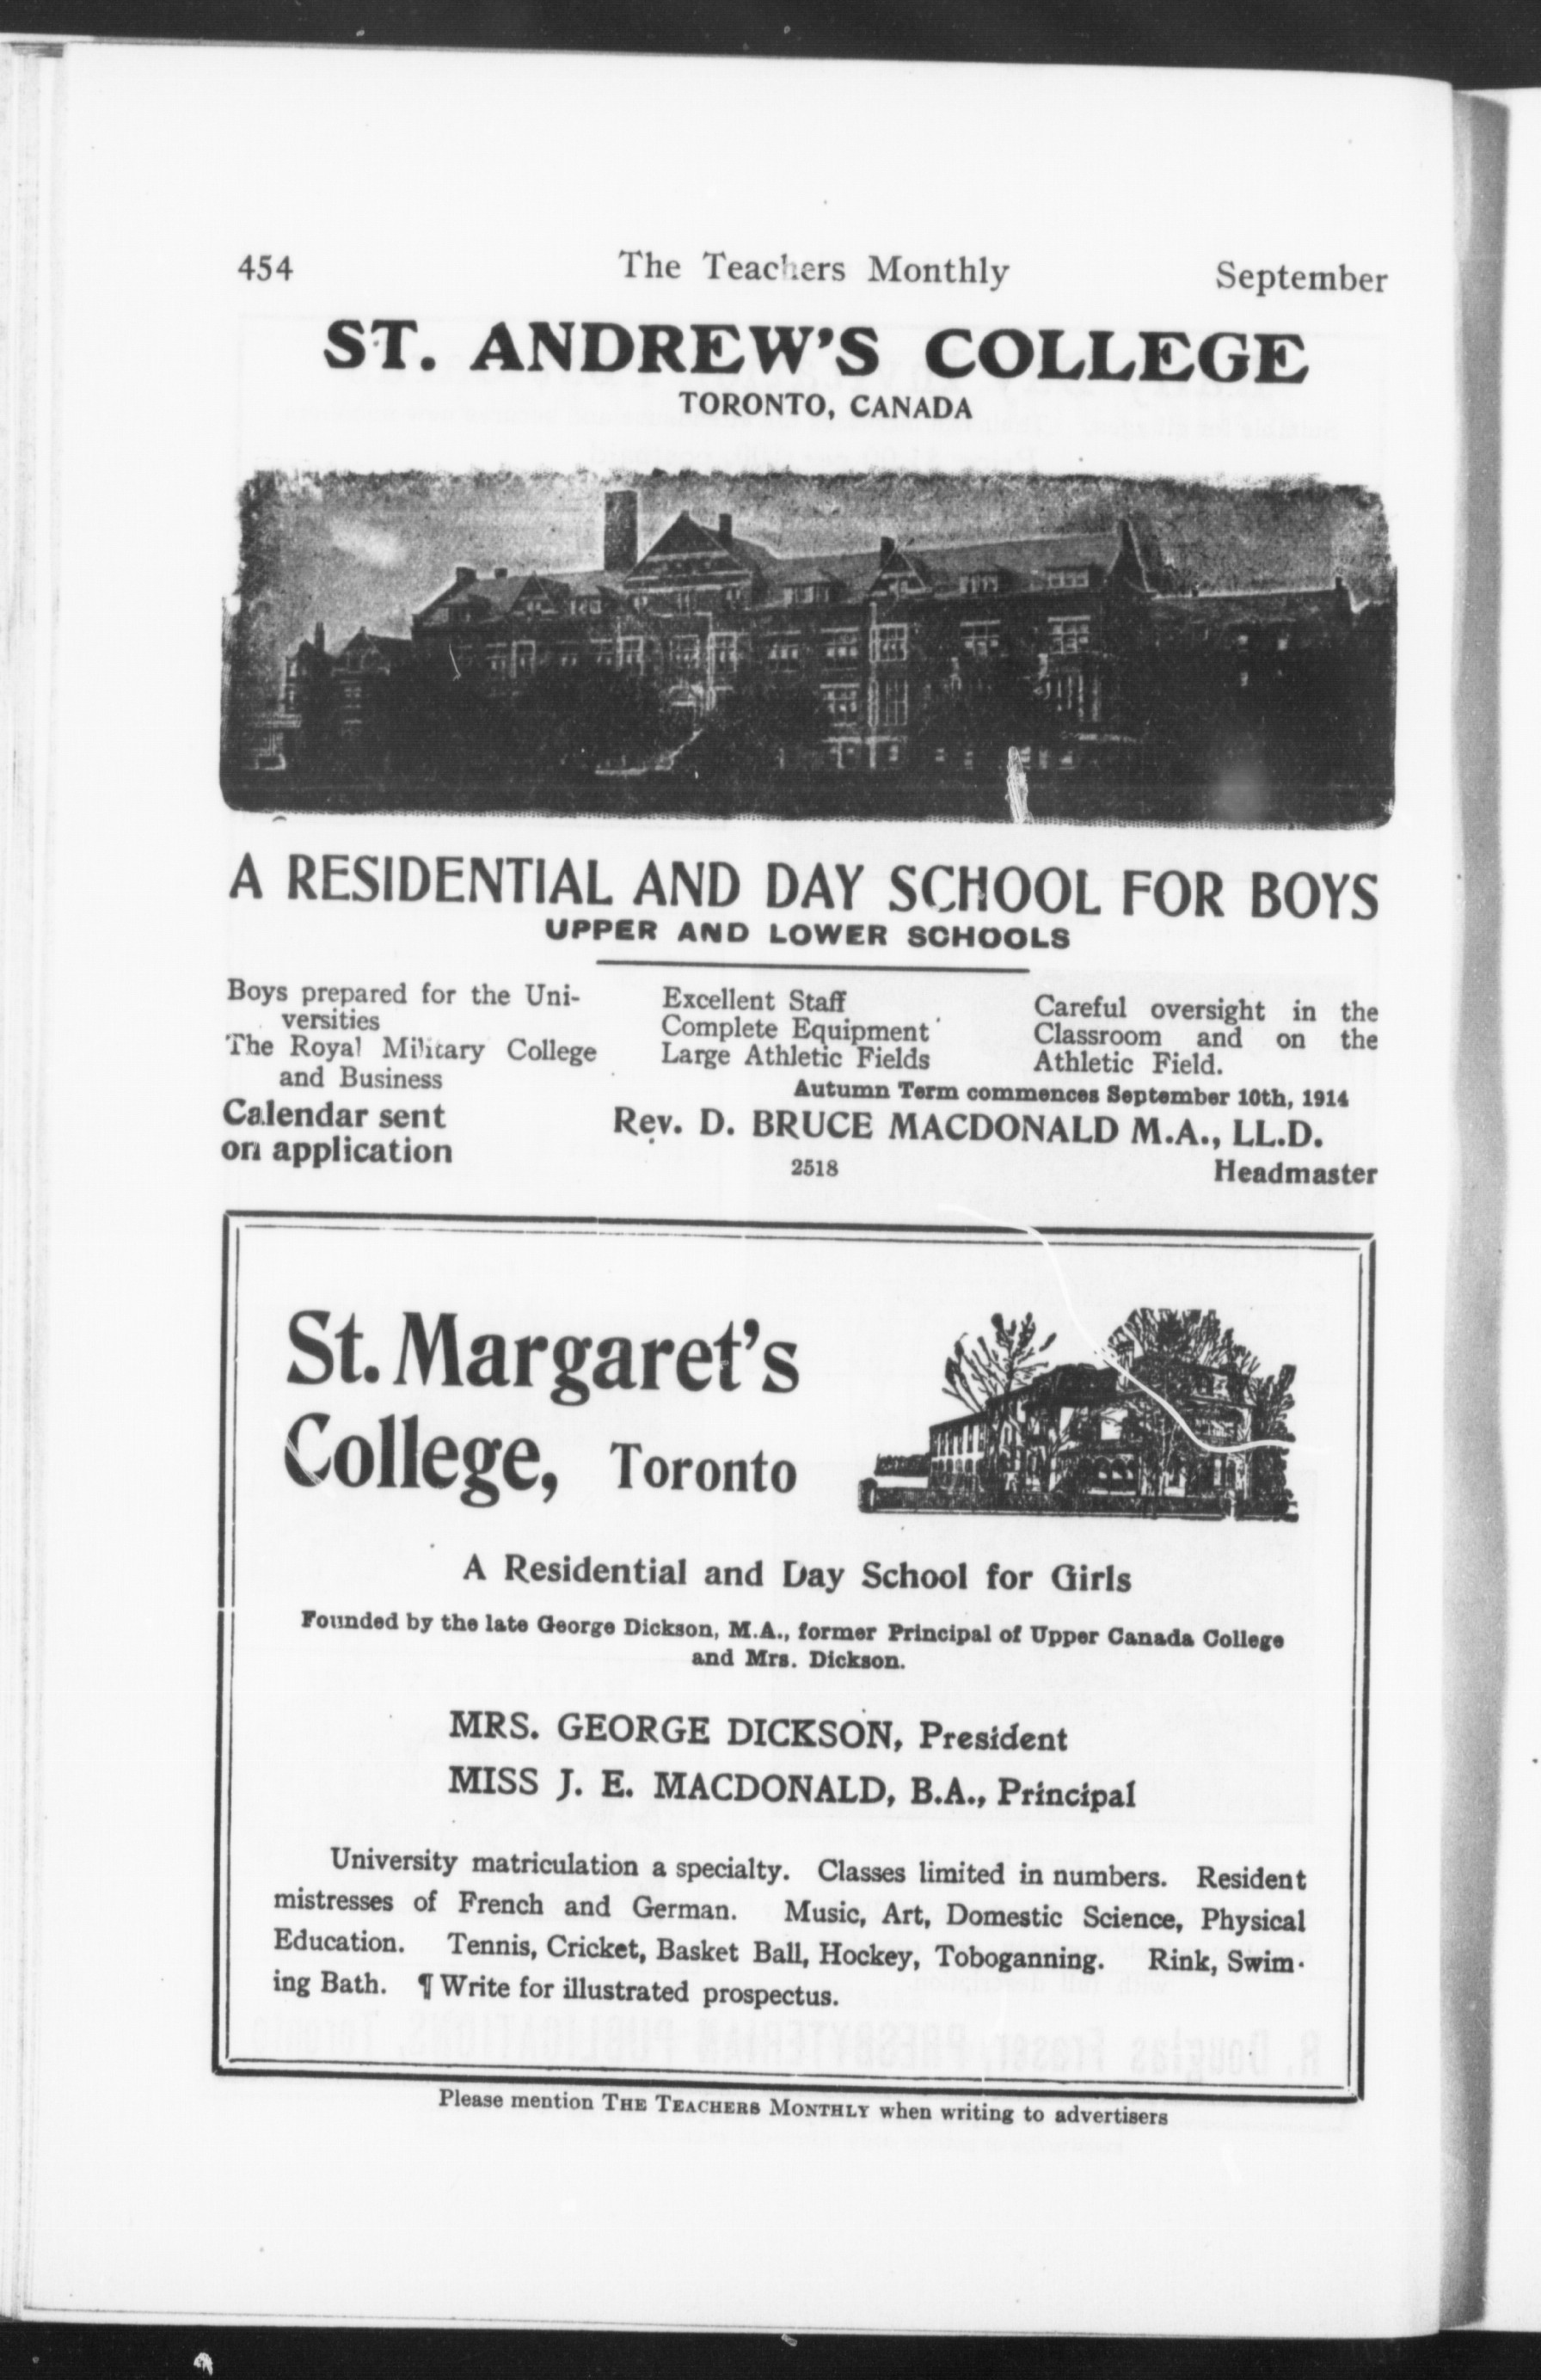 454 The Teachers Monthly September
ST. ANDREW'S COLLEGE
TORONTO, CANADA
A RESIDENTIAL AND DAY SCHOOL FOR BOYS
UPPER AND LOWER SCHOOLS
Boys prepared for the Uni-
versities
The Royal Military College
and Business
Excellent Staff
Complete Equipment
Large Athletic Fields
Careful oversight in the
Classroom and on the
Athletic Field.
Autumn Term commences September 10th, 1914
Calendar sent
on application
Rev. D. BRUCE MACDONALD M.A., LL.D.
2518 Headmaster
St. Margaret's
College, Toronto
A Residential and Day School for Girls
Founded by the late George Dickson, M.A., former Principal of Upper Canada College
and Mrs. Dickson.
MRS. GEORGE DICKSON, President
MISS J. E. MACDONALD, B.A., Principal
University matriculation a specialty. Classes limited in numbers. Resident
mistresses of French and German. Music, Art, Domestic Science, Physical
Education. Tennis, Cricket, Basket Ball, Hockey, Toboganning. Rink, Swim-
ing Bath. ¶ Write for illustrated prospectus.
Please mention THE TEACHERS MONTHLY when writing to advertisers